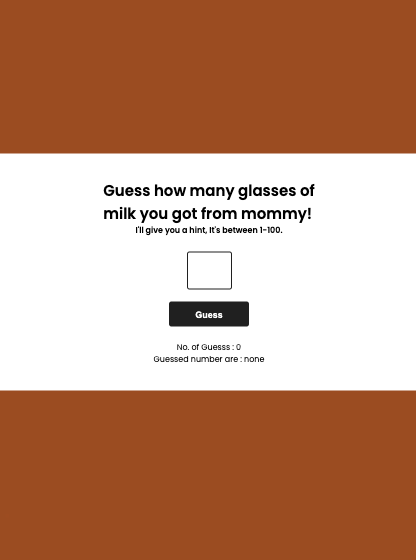 Guess how many glasses of
milk you got from mommy!
I'll give you a hint, It's between 1-100.
Guess
No. of Guesss : 0
Guessed number are : none